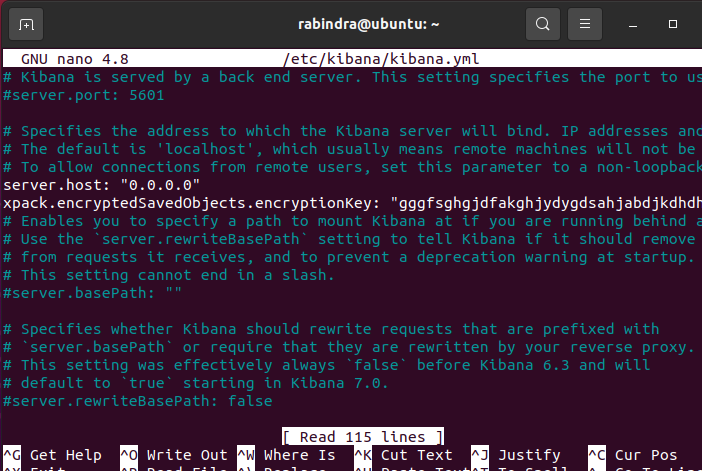 rabindra@ubuntu: ~
GNU nano 4.8 /etc/kibana/kibana.yml
# Kibana is served by a back end server. This setting specifies the port to us
#server.port: 5601
# Specifies the address to which the Kibana server will bind. IP addresses and
# The default is 'localhost', which usually means remote machines will not be
# To allow connections from remote users, set this parameter to a non-loopback
server.host: "0.0.0.0"
xpack.encryptedSavedObjects.encryptionKey: "gggfsghgjdfakghjydygdsahjabdjkdhdh
# Enables you to specify a path to mount Kibana at if you are running behind a
# Use the `server.rewriteBasePath` setting to tell Kibana if it should remove
# from requests it receives, and to prevent a deprecation warning at startup.
# This setting cannot end in a slash.
#server.basePath: ""
# Specifies whether Kibana should rewrite requests that are prefixed with
# `server.basePath` or require that they are rewritten by your reverse proxy.
# This setting was effectively always `false` before Kibana 6.3 and will
# default to `true` starting in Kibana 7.0.
#server.rewriteBasePath: false
[ Read 115 lines ]
^G Get Help ^O Write Out ^W Where Is ^K Cut Text ^J Justify ^C Cur Pos